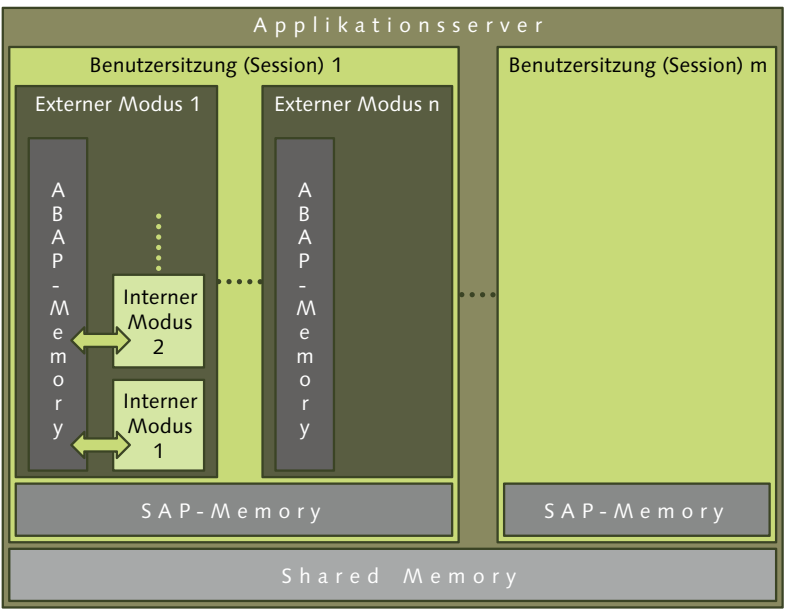 Applikationsserver
Benutzersitzung (Session) 1
Benutzersitzung (Session) m
Externer Modus 1
Externer Modus n
ABAP-Memory
ABAP-Memory
Interner
Modus
2
Interner
Modus
1
SAP-Memory
SAP-Memory
Shared Memory